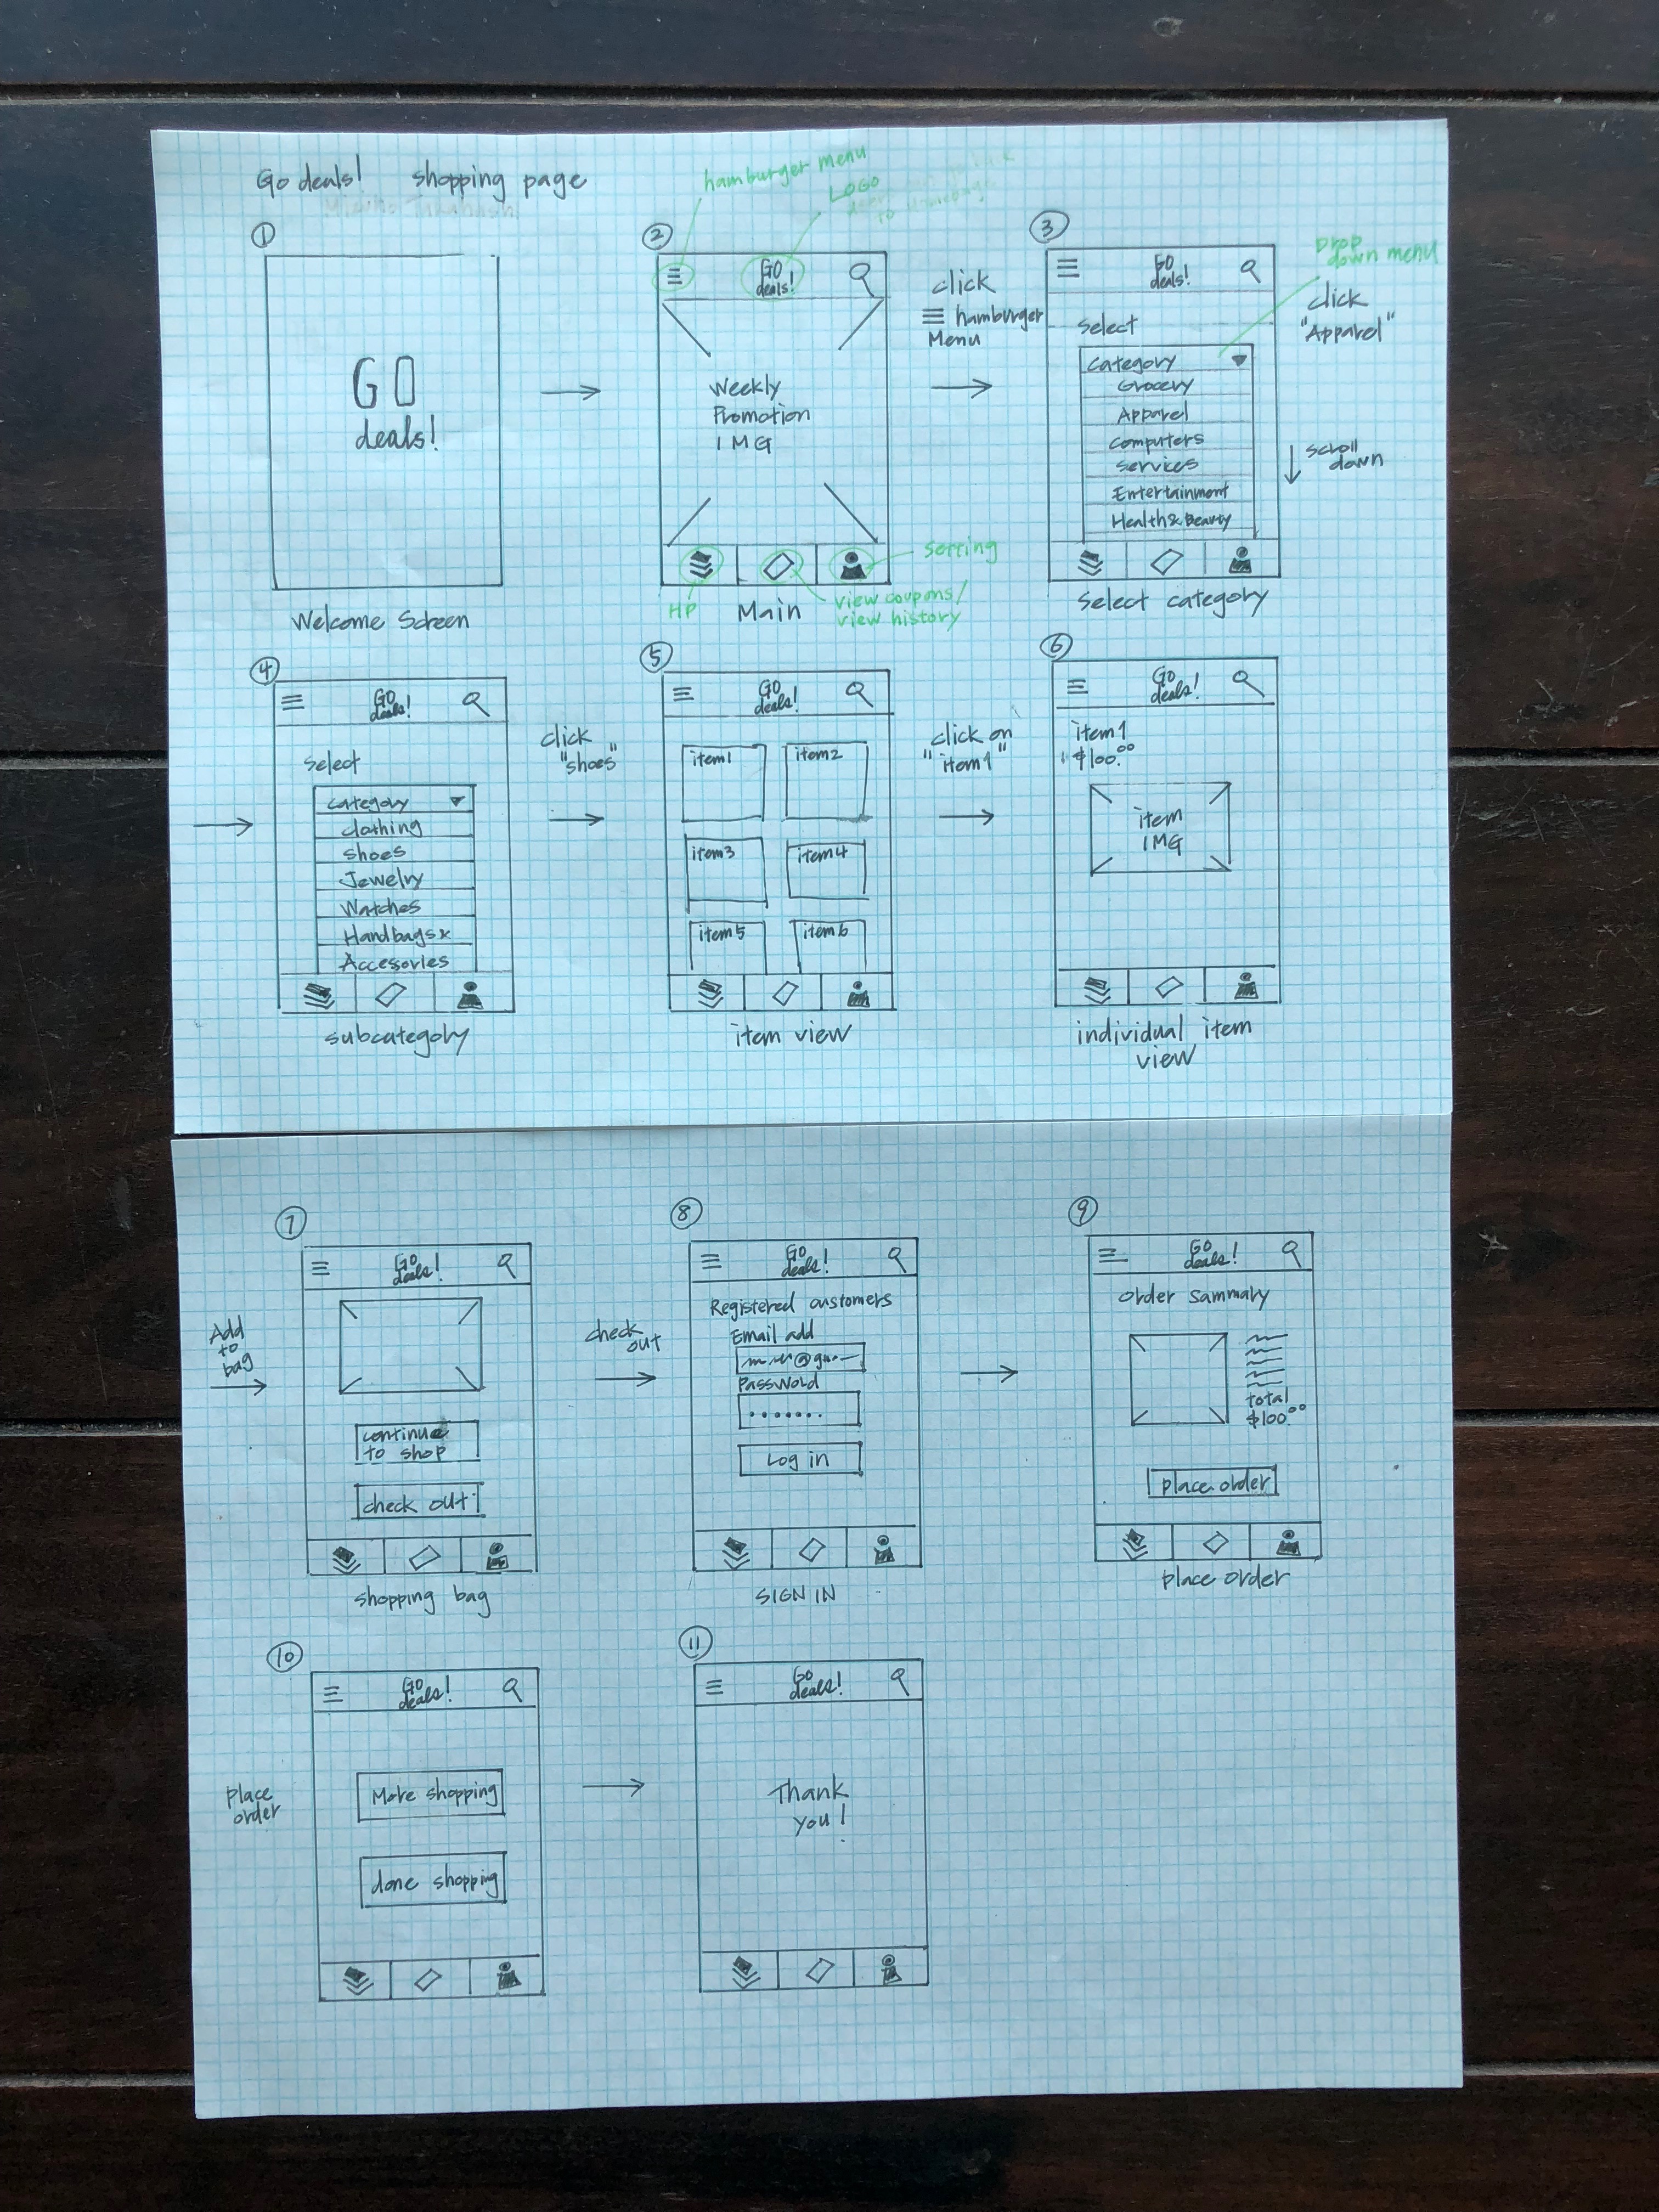 Go deals! shopping page
hamburger menu
LOGO
①
GO
deals!
Welcome Screen
②
GO
deals!
Weekly
Promotion
IMG
HP
Main
setting
view coupons/
view history
click
hamburger
Menu
③
GO
deals!
Select
category
Grocery
Apparel
computers
services
Entertainment
Health & Beauty
Select category
Drop
down menu
click
"Apparel"
scroll
down
④
GO
deals!
Select
category
clothing
shoes
Jewelry
Watches
Handbags &
Accessories
subcategory
click
"shoes"
⑤
GO
deals!
item1
item2
item3
item4
item5
item6
item view
click on
"item1"
⑥
GO
deals!
item1
$100.00
item
IMG
individual item
view
Add
to
bag
⑦
GO
deals!
continue
to shop
check out
shopping bag
check
out
⑧
GO
deals!
Registered customers
Email add
Password
.......
Log in
SIGN IN
⑨
GO
deals!
order sammary
total
$100.00
place order
place order
place
order
⑩
GO
deals!
More shopping
done shopping
⑪
Go
deals!
Thank
you!